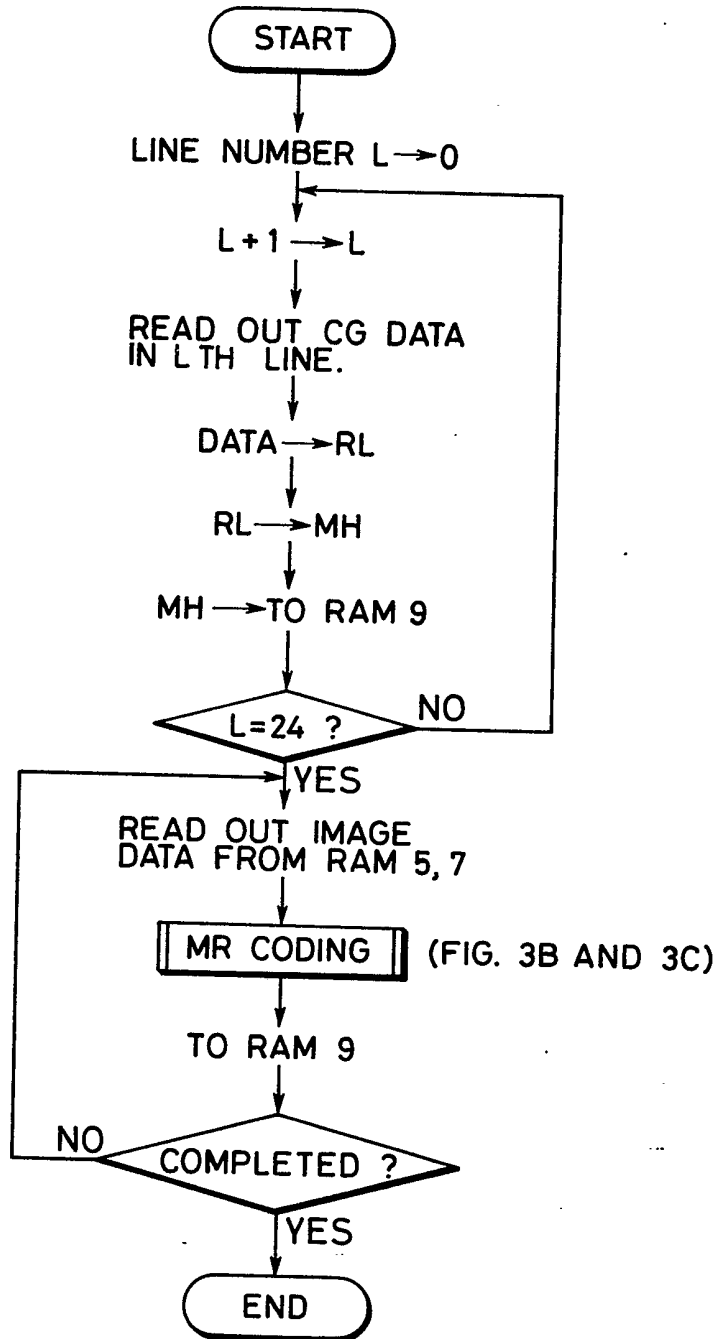 START
LINE NUMBER L→0
L+1→L
READ OUT CG DATA
IN L TH LINE.
DATA→RL
RL→MH
MH→TO RAM 9
L=24 ?
NO
YES
READ OUT IMAGE
DATA FROM RAM 5,7
MR CODING (FIG. 3B AND 3C)
TO RAM 9
NO
COMPLETED ?
YES
END